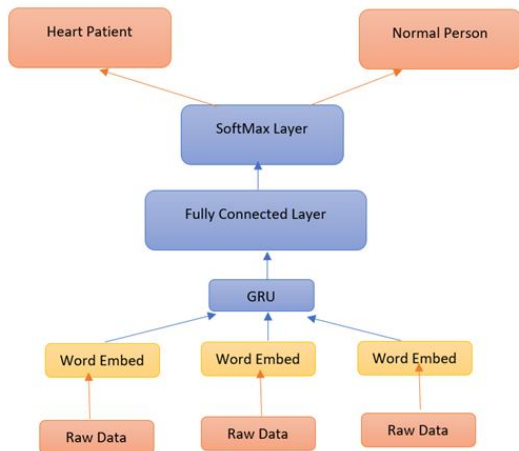 Heart Patient
Normal Person
SoftMax Layer
Fully Connected Layer
GRU
Word Embed
Word Embed
Word Embed
Raw Data
Raw Data
Raw Data